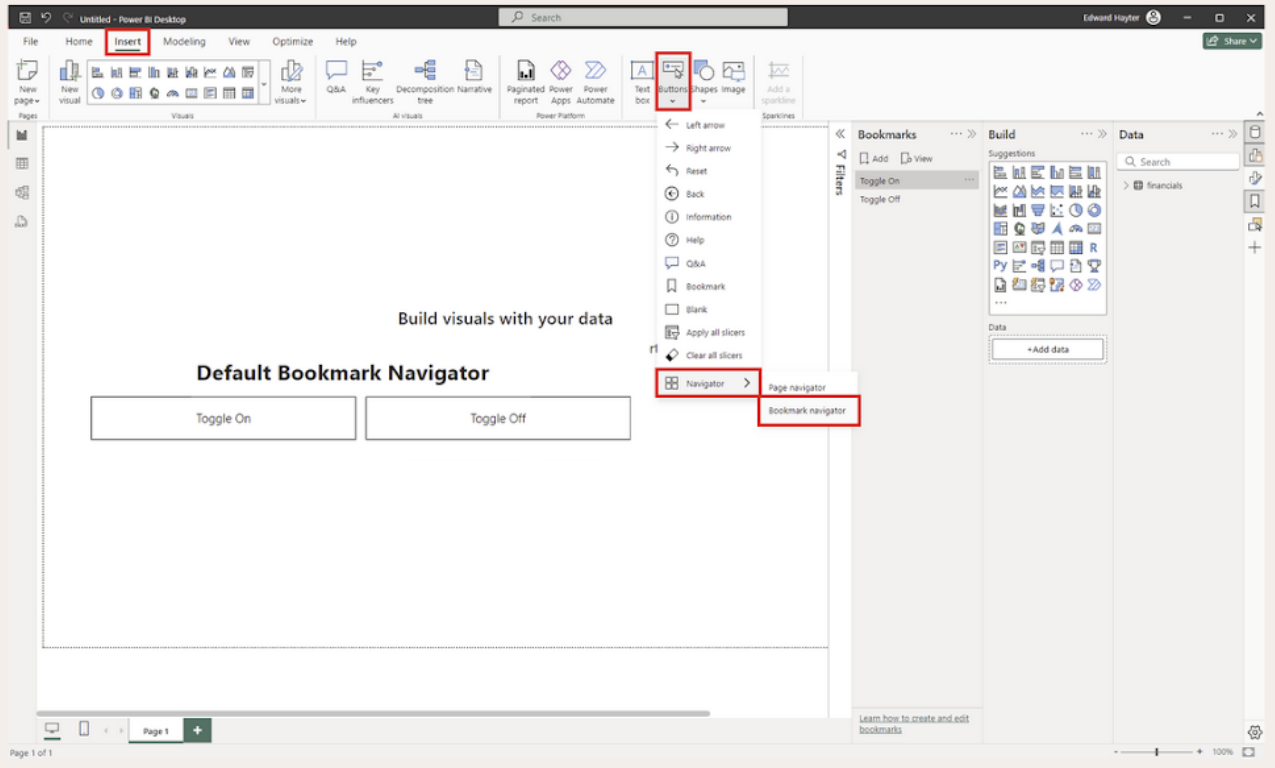 Untitled - Power BI Desktop
Search
Edward Hayter
File Home Insert Modeling View Optimize Help
Share
New page
New visual
More visuals
Q&A
Key influencers
Decomposition tree
Narrative
Paginated report
Power Apps
Power Automate
Text box
Buttons
Shapes
Image
Add a sparkline
Pages
Visuals
AI visuals
Power Platform
Sparklines
Left arrow
Right arrow
Reset
Back
Information
Help
Q&A
Bookmark
Blank
Apply all slicers
Clear all slicers
Navigator
Page navigator
Bookmark navigator
Build visuals with your data
Default Bookmark Navigator
Toggle On
Toggle Off
Filters
Bookmarks
Add
View
Toggle On
Toggle Off
Learn how to create and edit
bookmarks
Build
Suggestions
R
Py
Data
+Add data
Data
Search
financials
Page 1
Page 1 of 1
100%